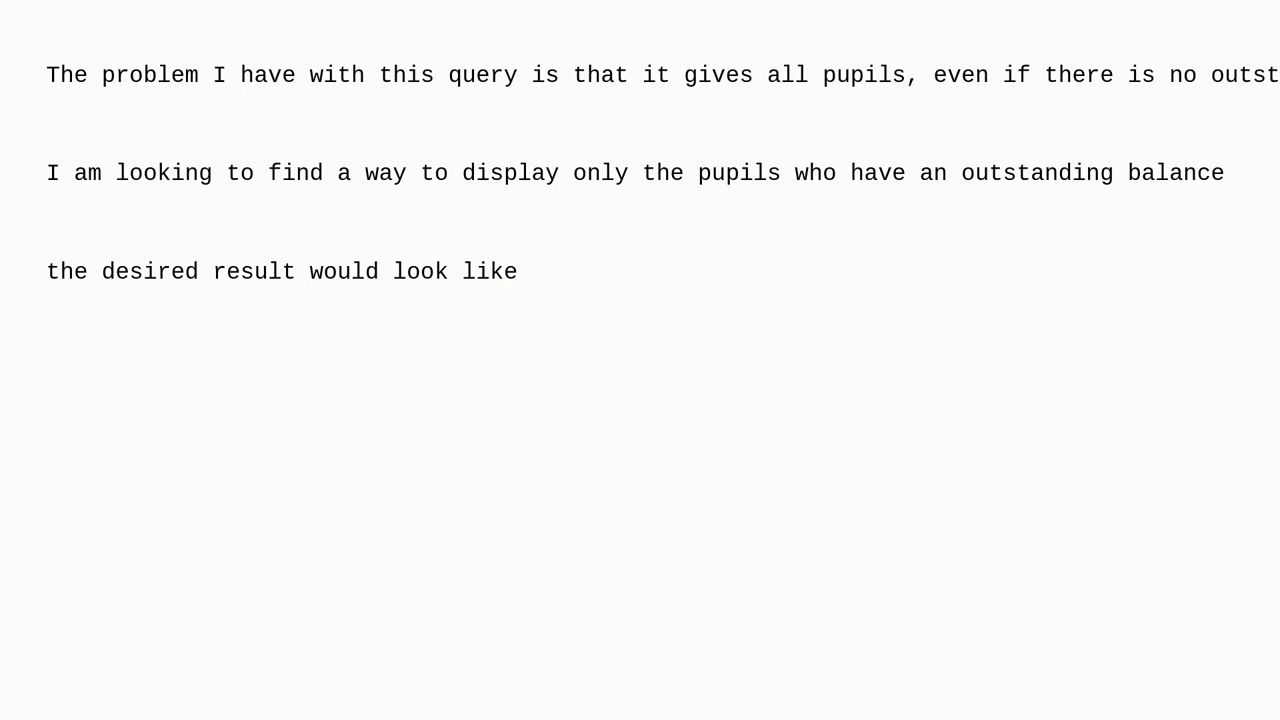 The problem I have with this query is that it gives all pupils, even if there is no
I am looking to find a way to display only the pupils who have an outstanding balance
the desired result would look like